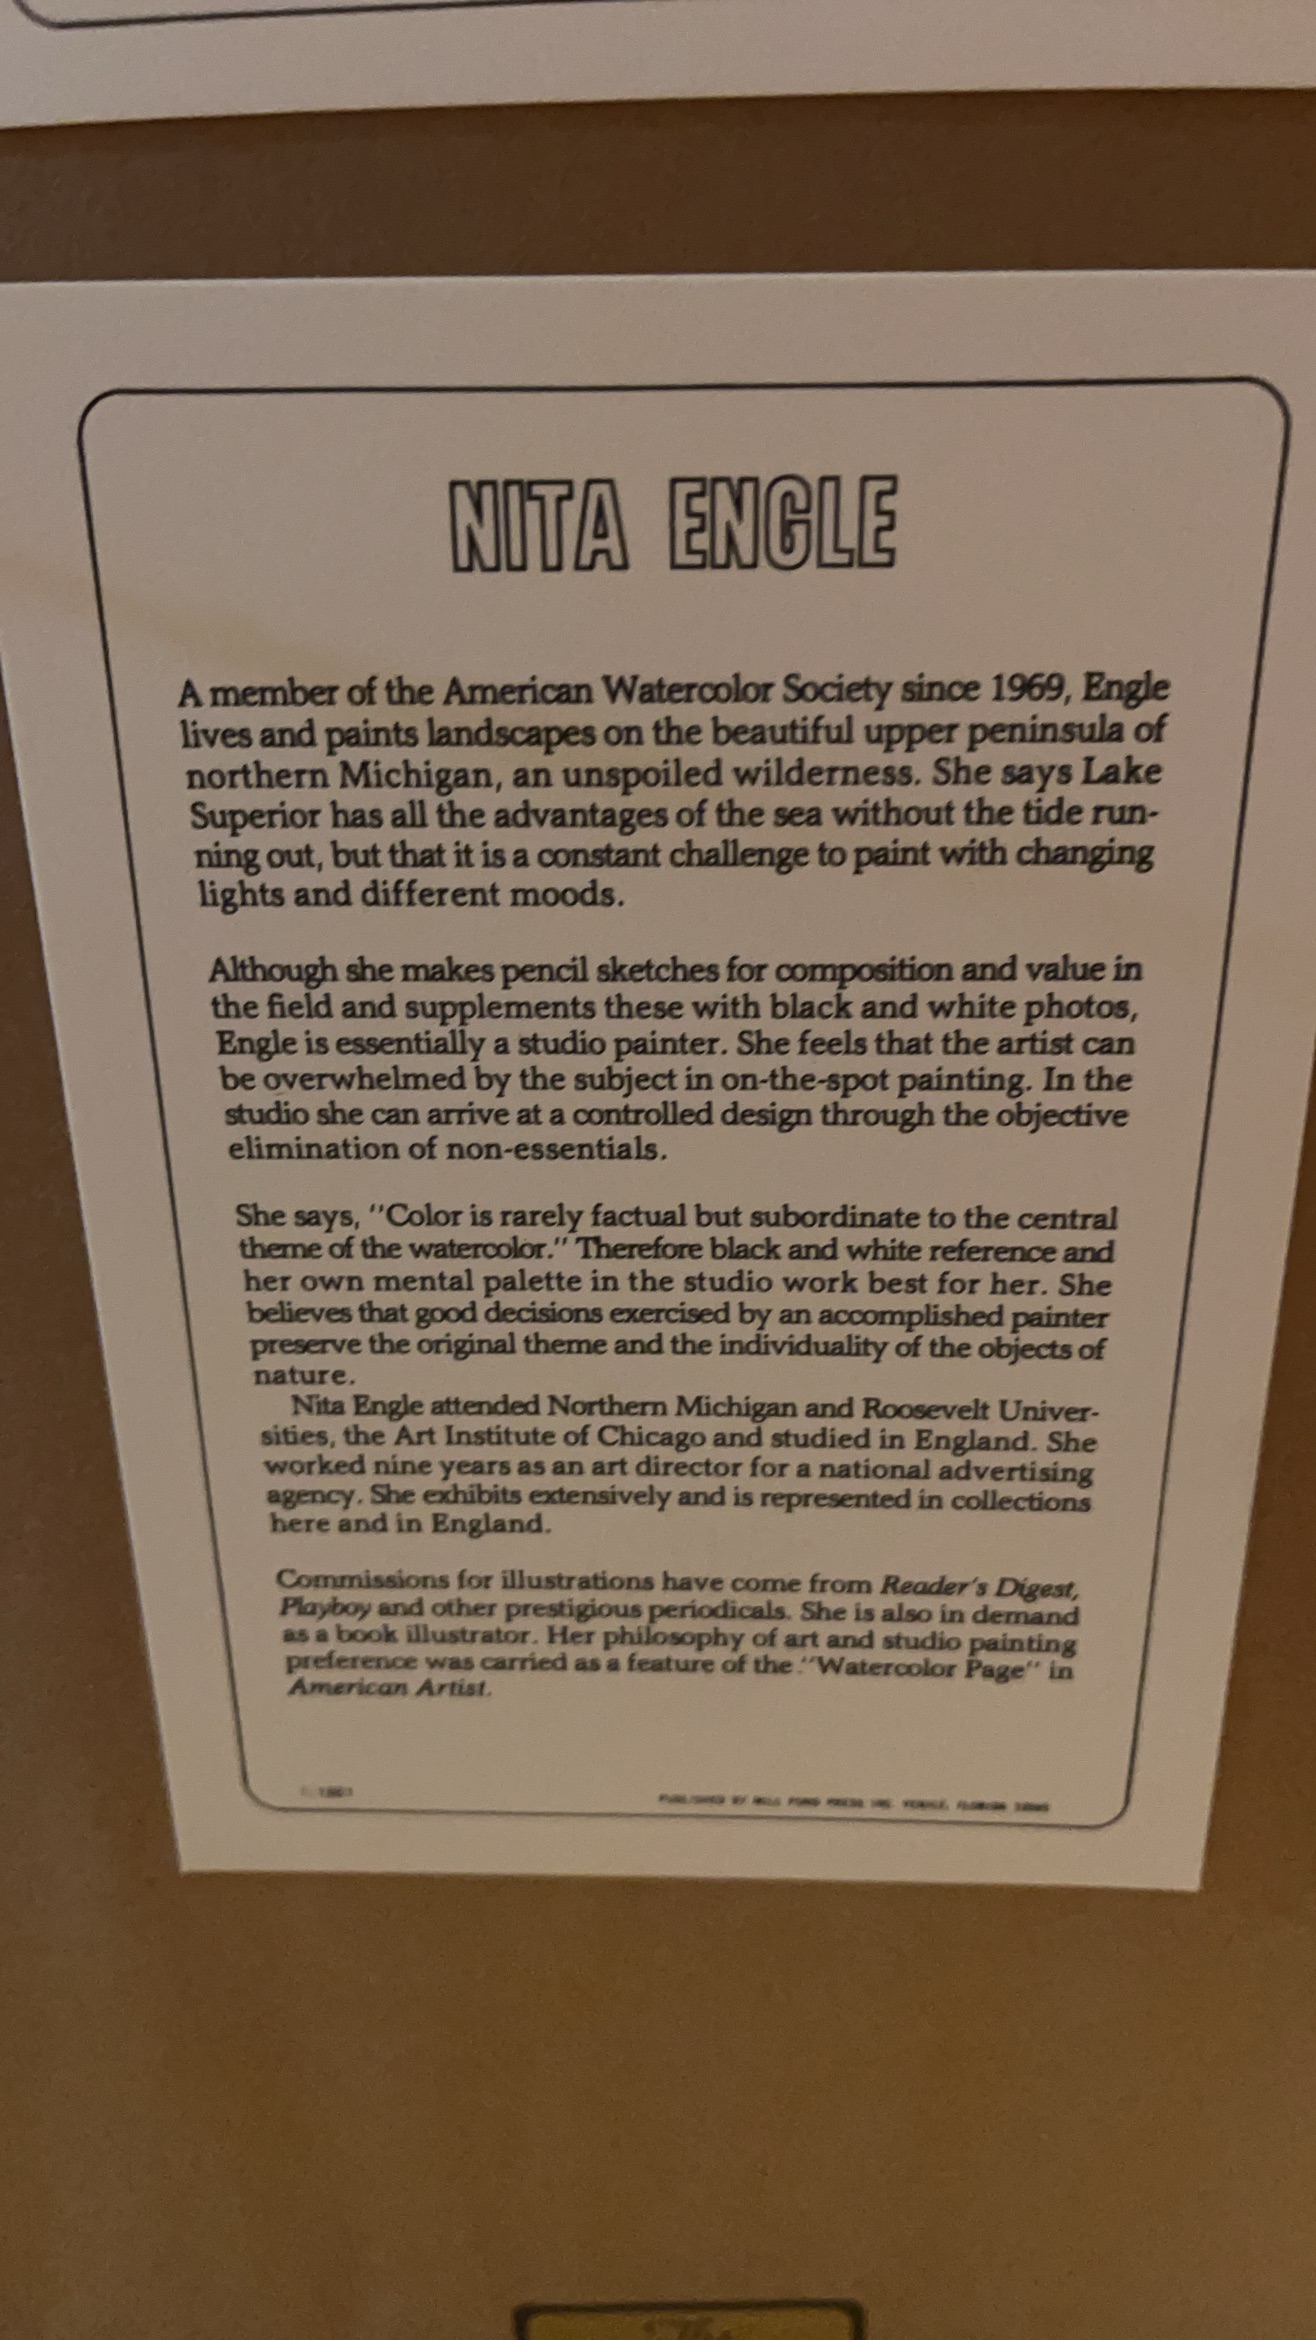 NITA ENGLE
A member of the American Watercolor Society since 1969, Engle
lives and paints landscapes on the beautiful upper peninsula of
northern Michigan, an unspoiled wilderness. She says Lake
Superior has all the advantages of the sea without the tide run-
ning out, but that it is a constant challenge to paint with changing
lights and different moods.
Although she makes pencil sketches for composition and value in
the field and supplements these with black and white photos,
Engle is essentially a studio painter. She feels that the artist can
be overwhelmed by the subject in on-the-spot painting. In the
studio she can arrive at a controlled design through the objective
elimination of non-essentials.
She says, "Color is rarely factual but subordinate to the central
theme of the watercolor." Therefore black and white reference and
her own mental palette in the studio work best for her. She
believes that good decisions exercised by an accomplished painter
preserve the original theme and the individuality of the objects of
nature.
Nita Engle attended Northern Michigan and Roosevelt Univer-
sities, the Art Institute of Chicago and studied in England. She
worked nine years as an art director for a national advertising
agency. She exhibits extensively and is represented in collections
here and in England.
Commissions for illustrations have come from Reader's Digest,
Playboy and other prestigious periodicals. She is also in demand
as a book illustrator. Her philosophy of art and studio painting
preference was carried as a feature of the "Watercolor Page" in
American Artist.
PUBLISHED BY MILL POND PRESS INC. VENICE, FLORIDA
The